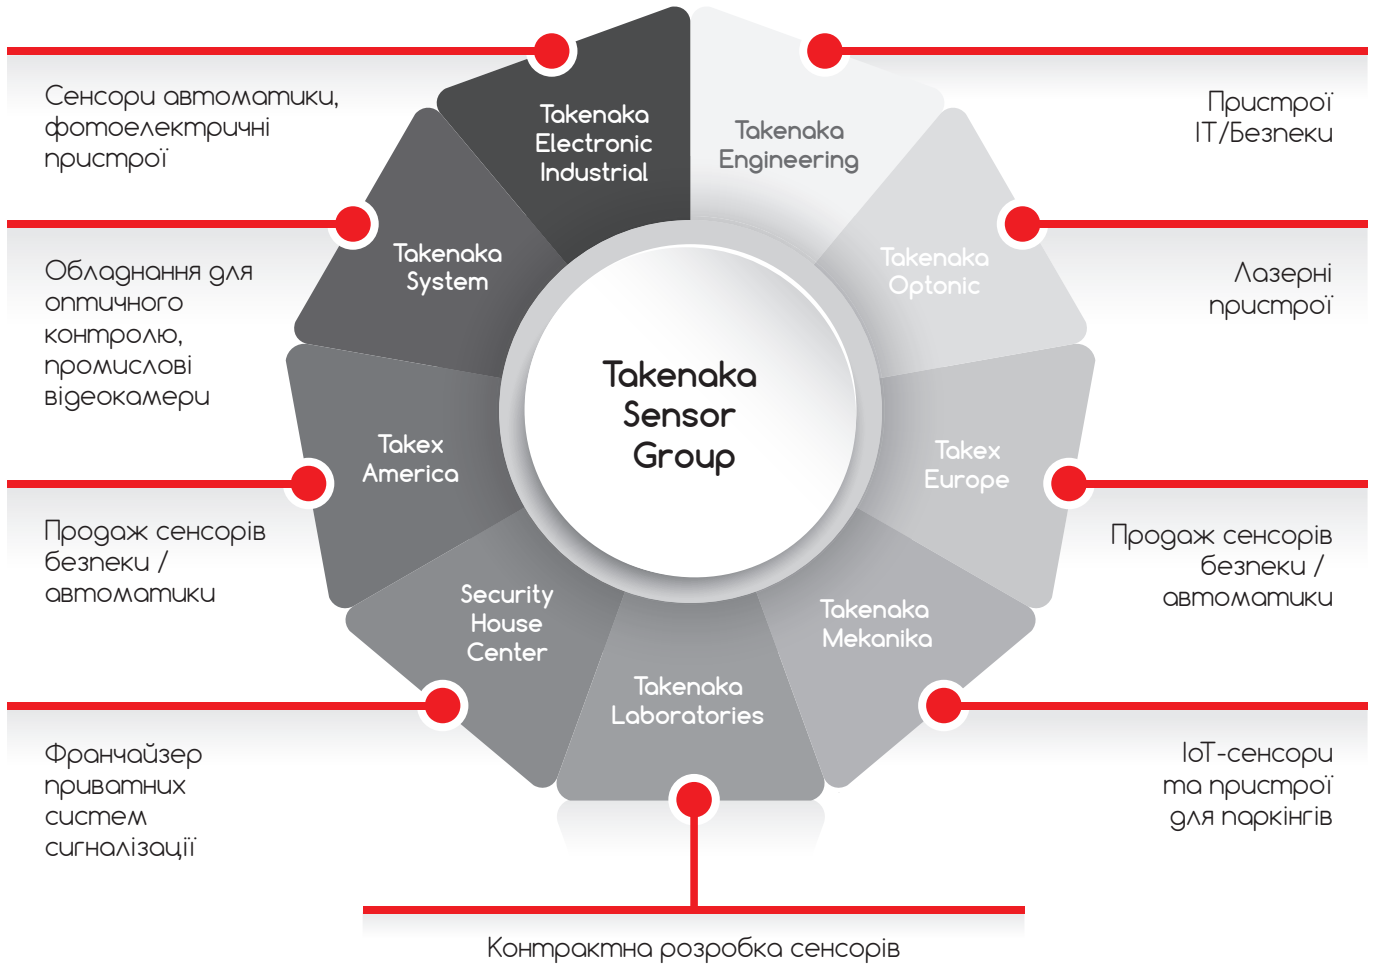 Takenaka
Electronic
Industrial
Takenaka
Engineering
Сенсори автоматики,
фотоелектричні
пристрої
Пристрої
ІТ/Безпеки
Takenaka
System
Takenaka
Optonic
Обладнання для
оптичного
контролю,
промислові
відеокамери
Лазерні
пристрої
Takenaka
Sensor
Group
Takex
America
Takex
Europe
Продаж сенсорів
безпеки /
автоматики
Продаж сенсорів
безпеки /
автоматики
Security
House
Center
Takenaka
Mekanika
Takenaka
Laboratories
Франчайзер
приватних
систем
сигналізації
ІоТ-сенсори
та пристрої
для паркінгів
Контрактна розробка сенсорів